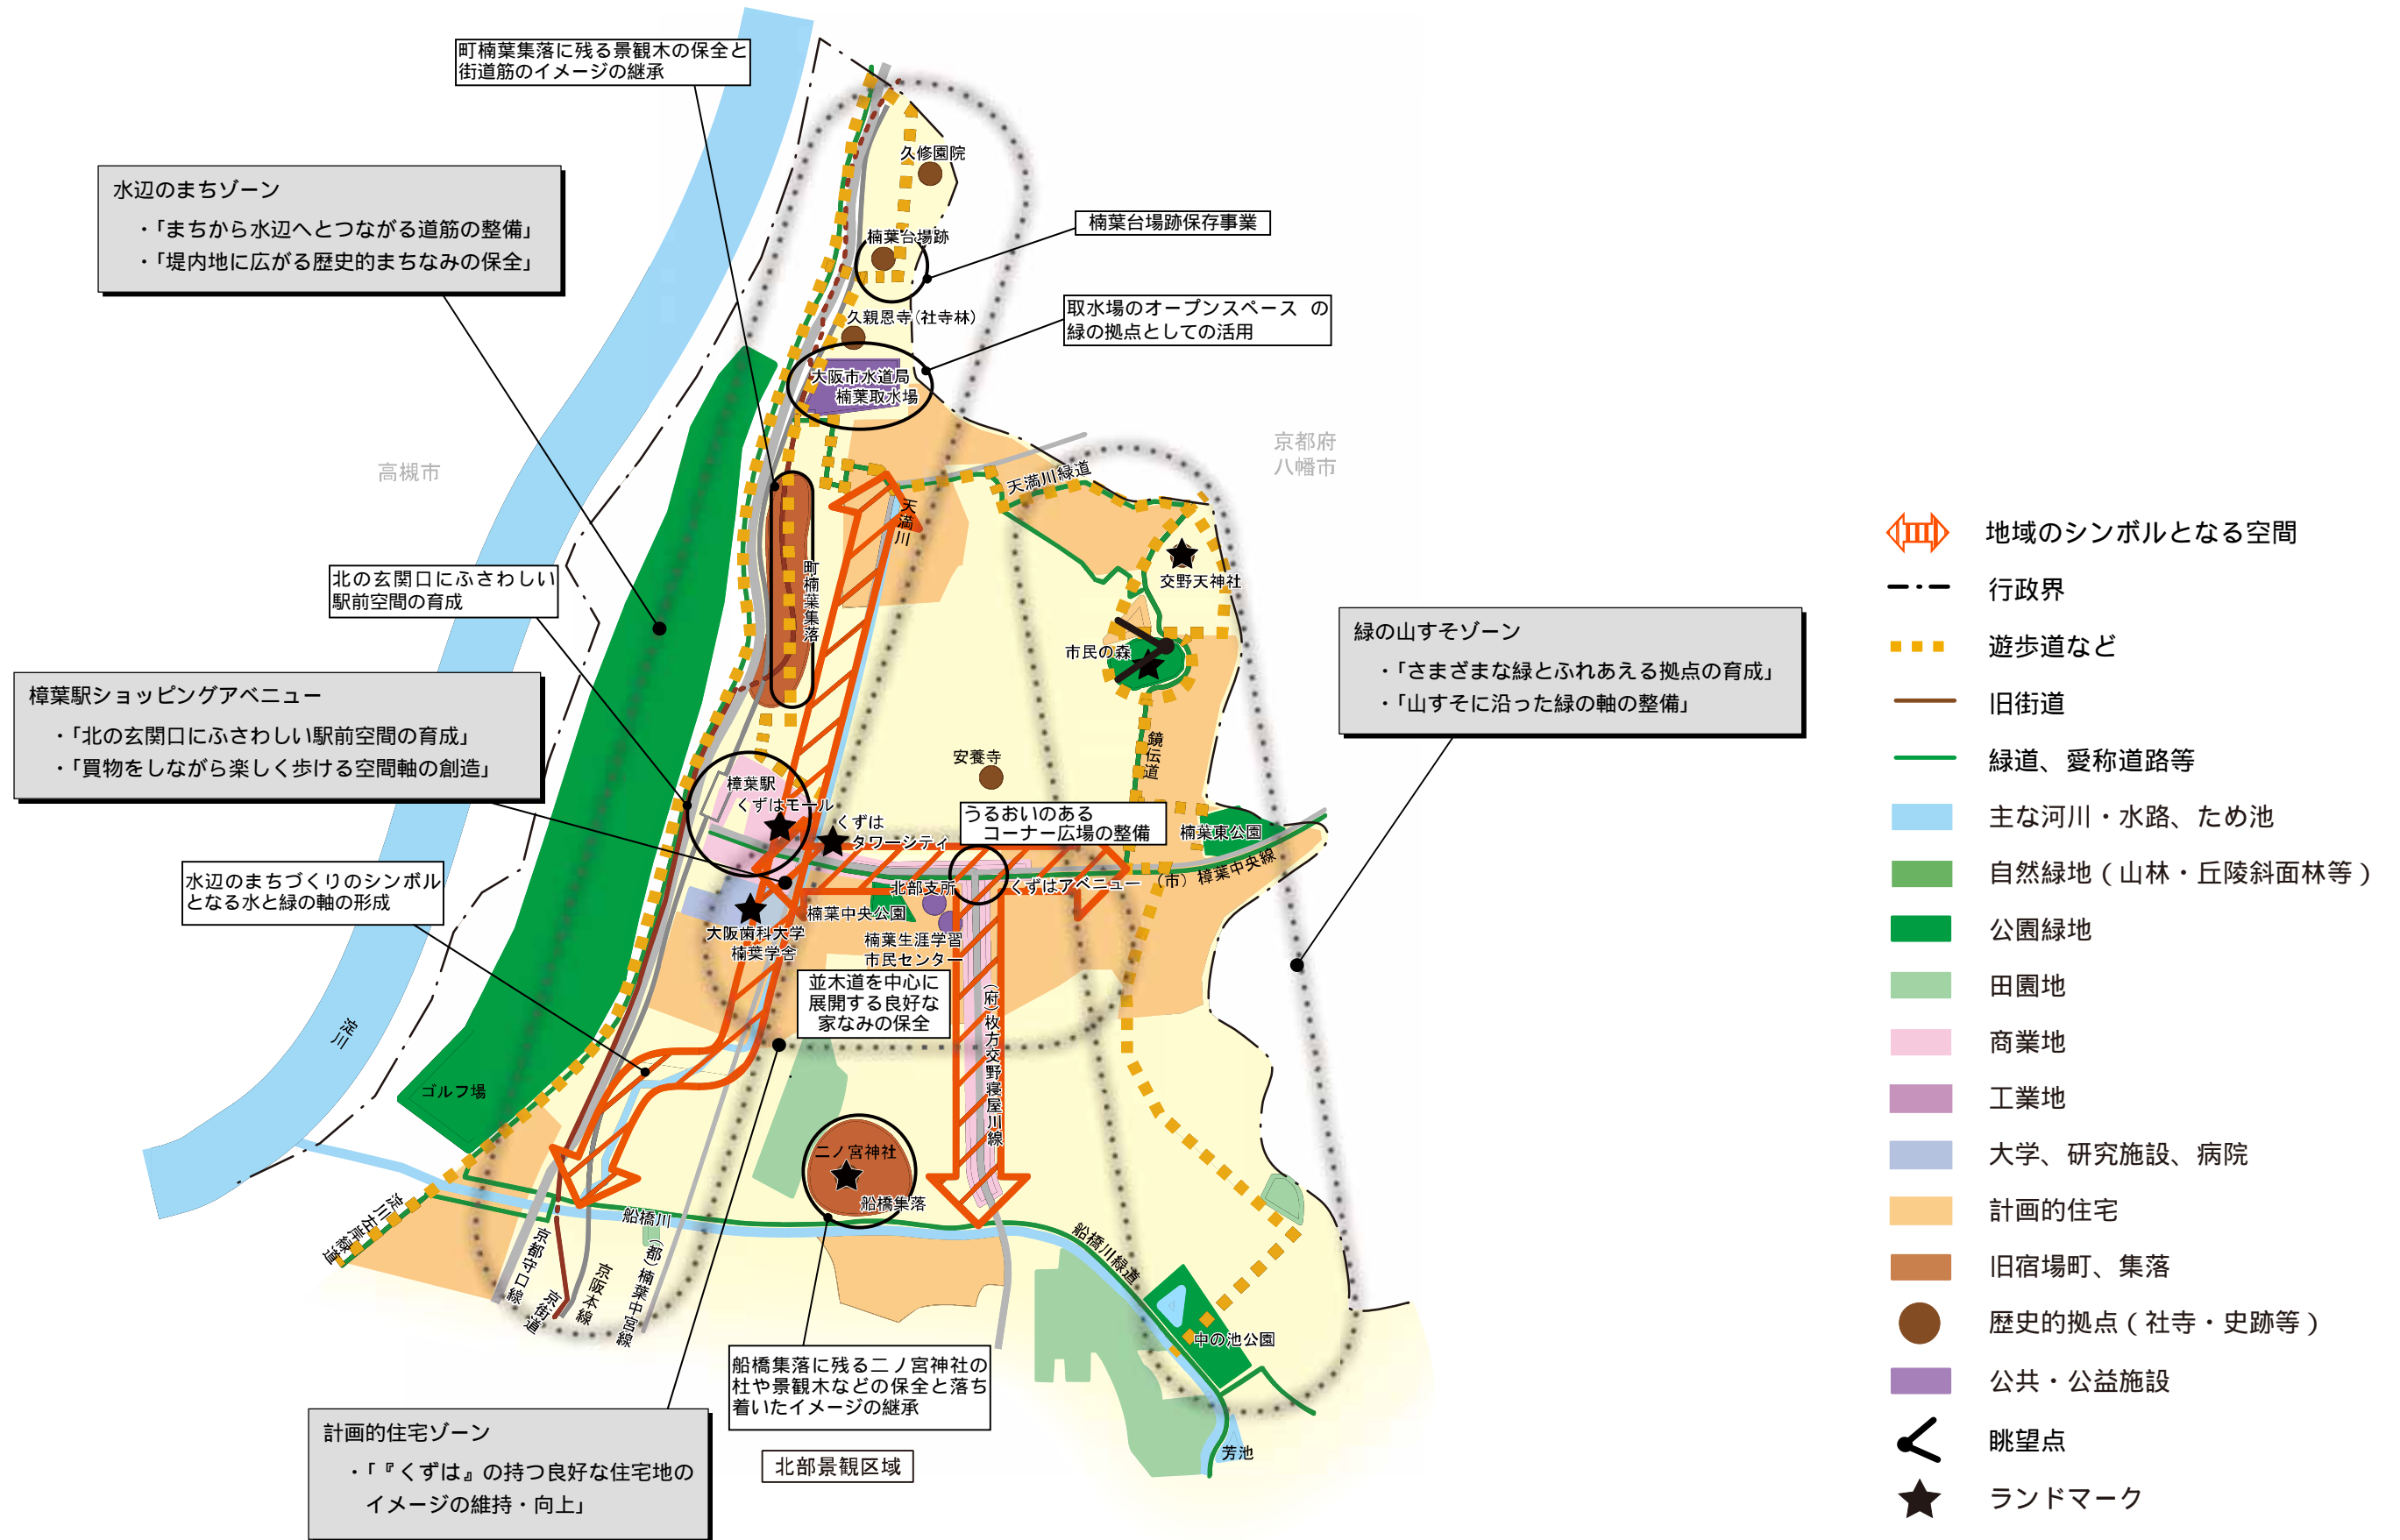 町楠葉集落に残る景観木の保全と
街道筋のイメージの継承
水辺のまちゾーン
・「まちから水辺へとつながる道筋の整備」
・「堤内地に広がる歴史的まちなみの保全」
久修園院
楠葉台場跡
楠葉台場跡保存事業
久親恩寺(社寺林)
取水場のオープンスペース の
緑の拠点としての活用
大阪市水道局
楠葉取水場
高槻市
京都府
八幡市
天満川緑道
天満川
町楠葉集落
交野天神社
市民の森
北の玄関口にふさわしい
駅前空間の育成
緑の山すそゾーン
・「さまざまな緑とふれあえる拠点の育成」
・「山すそに沿った緑の軸の整備」
樟葉駅ショッピングアベニュー
・「北の玄関口にふさわしい駅前空間の育成」
・「買物をしながら楽しく歩ける空間軸の創造」
鏡伝道
安養寺
樟葉駅
くずはモール
くずは
タワーシティ
うるおいのある
コーナー広場の整備
楠葉東公園
(市)樟葉中央線
くずはアベニュー
北部支所
楠葉中央公園
水辺のまちづくりのシンボル
となる水と緑の軸の形成
大阪歯科大学
楠葉学舎
楠葉生涯学習
市民センター
並木道を中心に
展開する良好な
家なみの保全
(府)枚方交野寝屋川線
淀川
ゴルフ場
二ノ宮神社
船橋集落
船橋川
船橋川緑道
淀川左岸緑道
京都守口線
京街道
京阪本線
(都)楠葉中宮線
中の池公園
芳池
船橋集落に残る二ノ宮神社の
杜や景観木などの保全と落ち
着いたイメージの継承
計画的住宅ゾーン
・「『くずは』の持つ良好な住宅地の
イメージの維持・向上」
北部景観区域
地域のシンボルとなる空間
行政界
遊歩道など
旧街道
緑道、愛称道路等
主な河川・水路、ため池
自然緑地(山林・丘陵斜面林等)
公園緑地
田園地
商業地
工業地
大学、研究施設、病院
計画的住宅
旧宿場町、集落
歴史的拠点(社寺・史跡等)
公共・公益施設
眺望点
ランドマーク